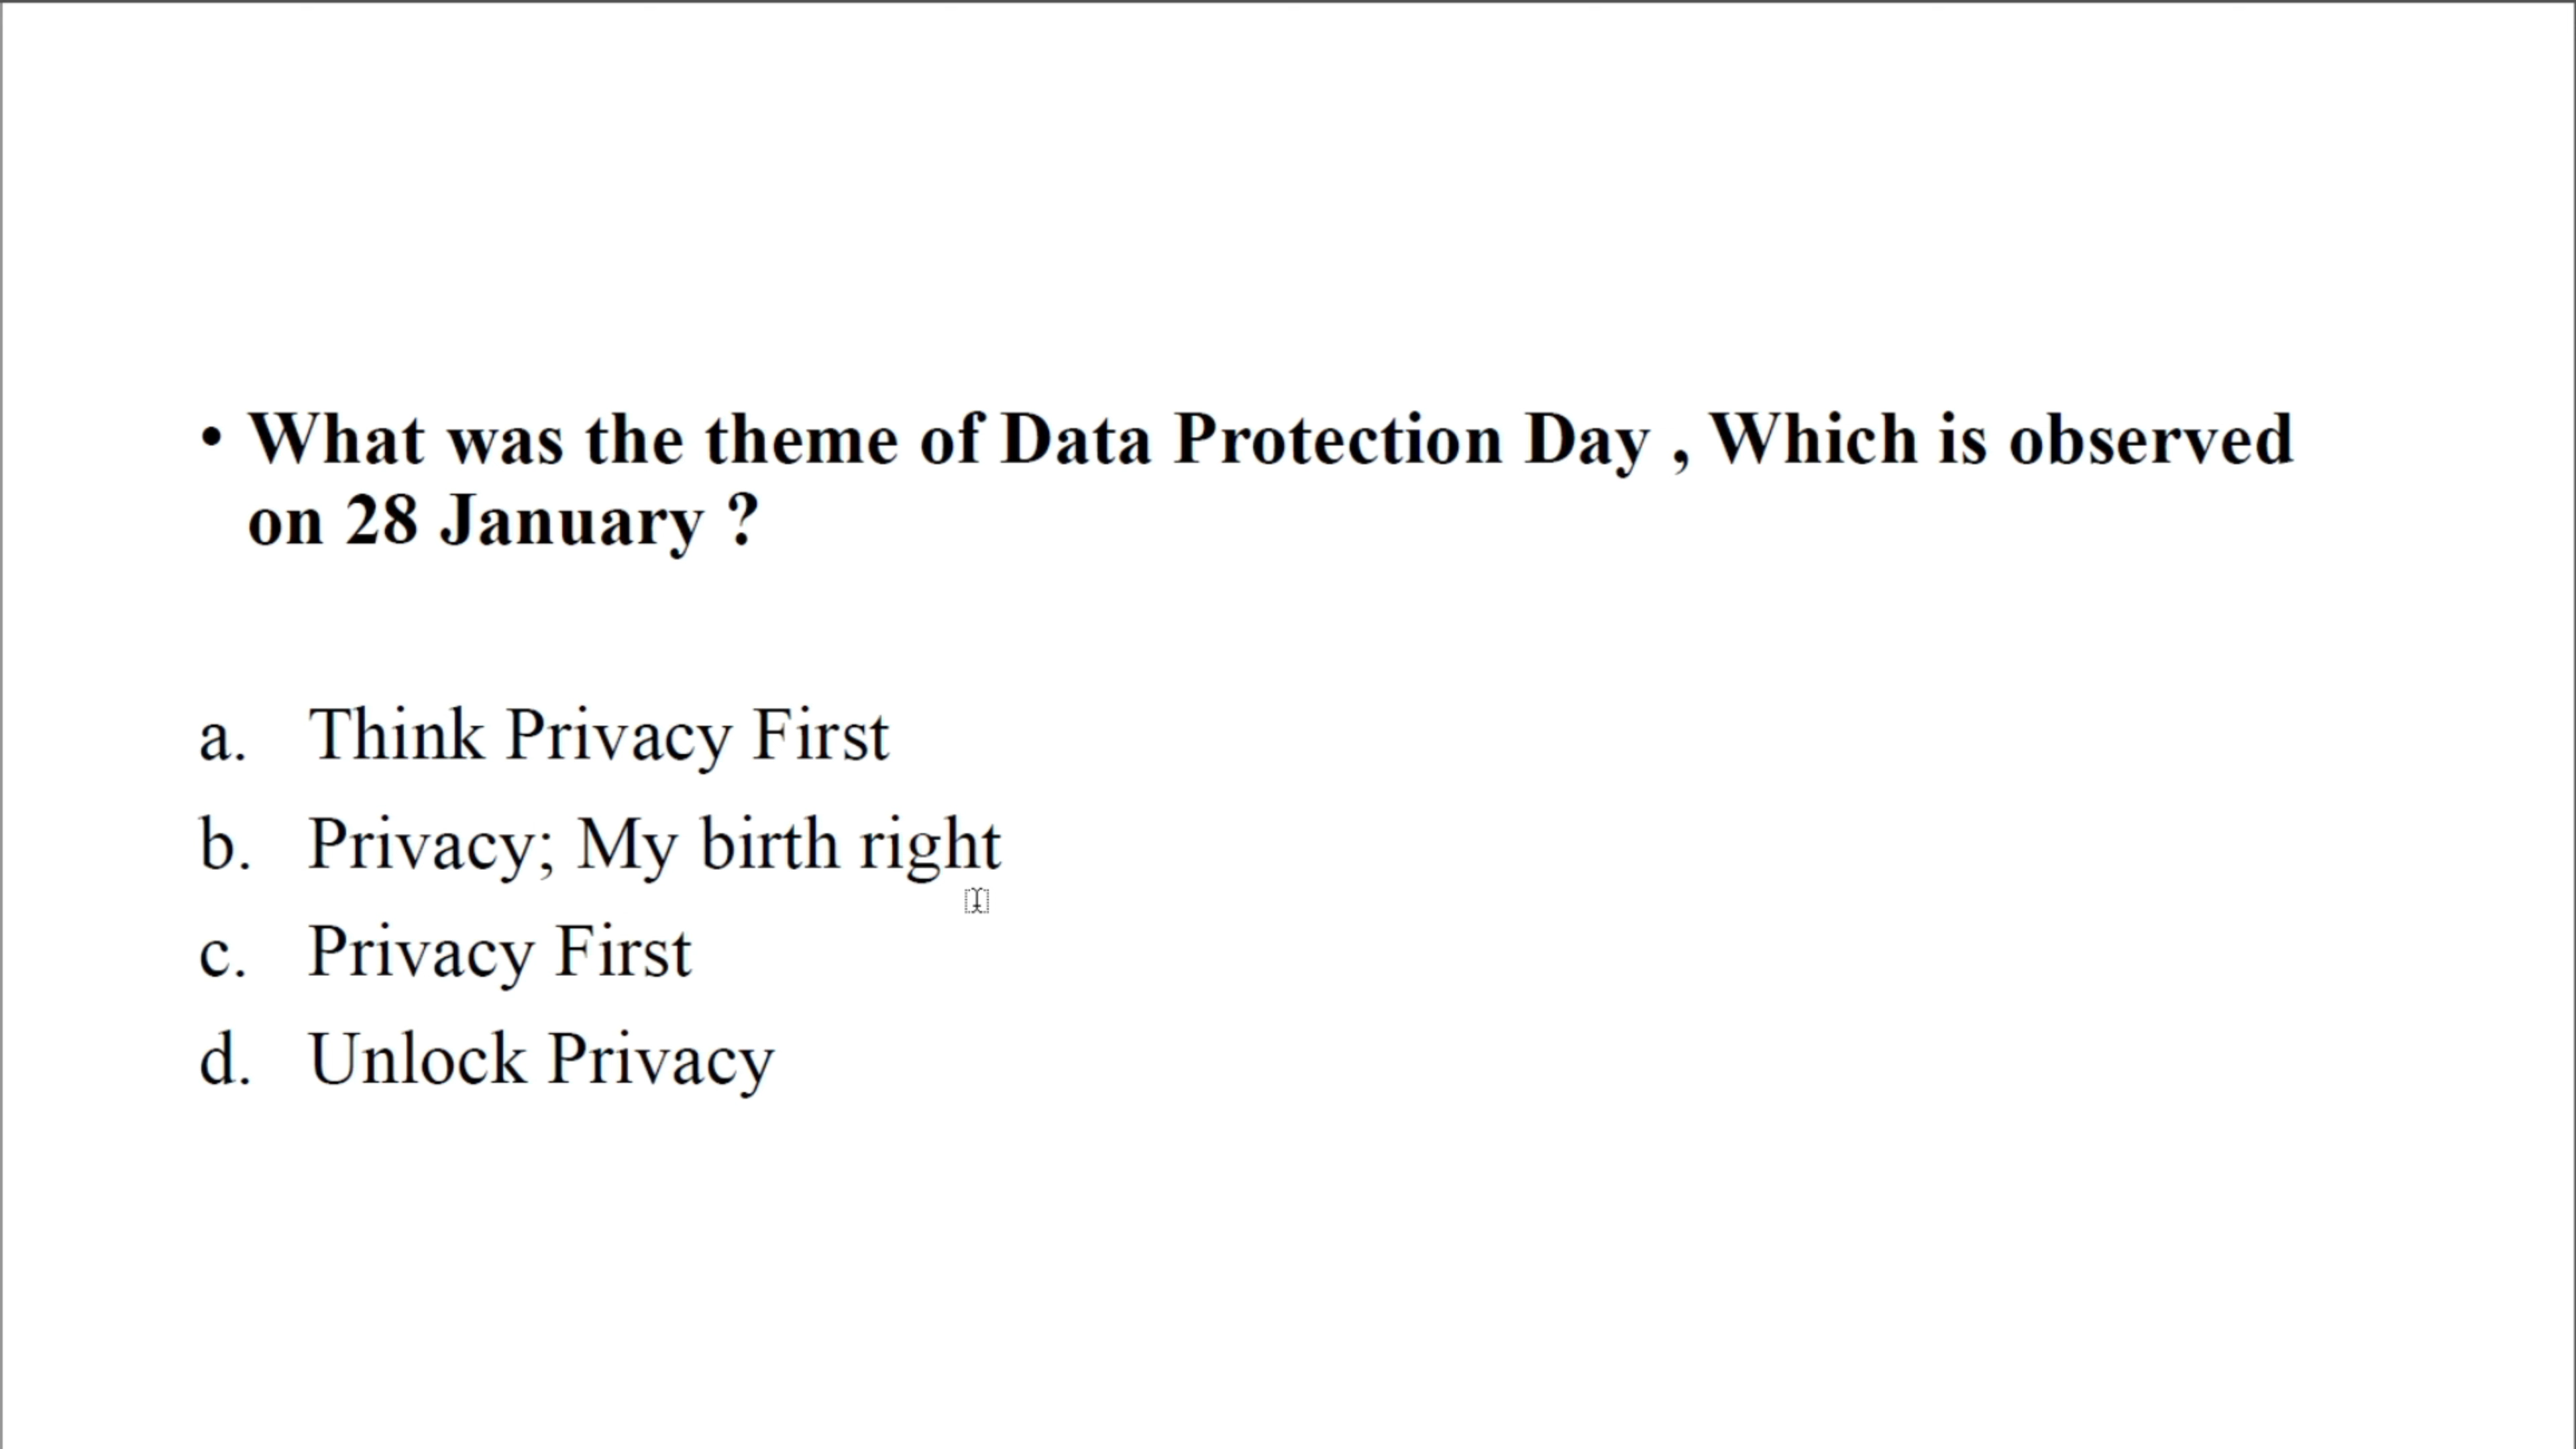 • What was the theme of Data Protection Day , Which is observed
on 28 January ?
a. Think Privacy First
b. Privacy; My birth right
c. Privacy First
d. Unlock Privacy